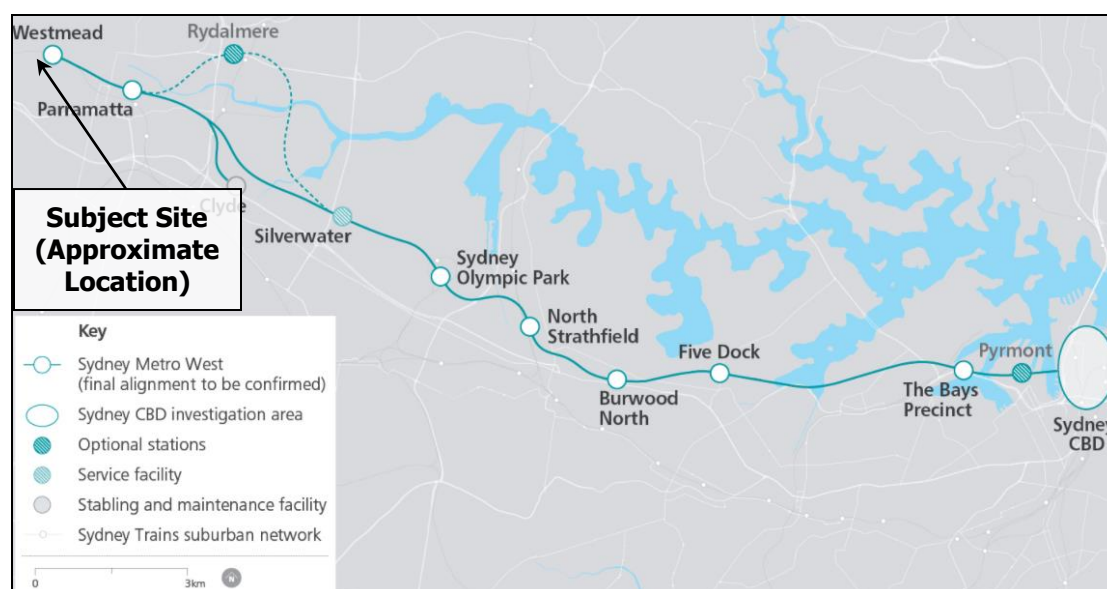 Westmead
Rydalmere
Parramatta
Subject Site
(Approximate
Location)
Clyde
Silverwater
Sydney
Olympic Park
North
Strathfield
Five Dock
Burwood
North
Pyrmont
The Bays
Precinct
Sydney
CBD
Key
Sydney Metro West
(final alignment to be confirmed)
Sydney CBD investigation area
Optional stations
Service facility
Stabling and maintenance facility
Sydney Trains suburban network
0 3km N